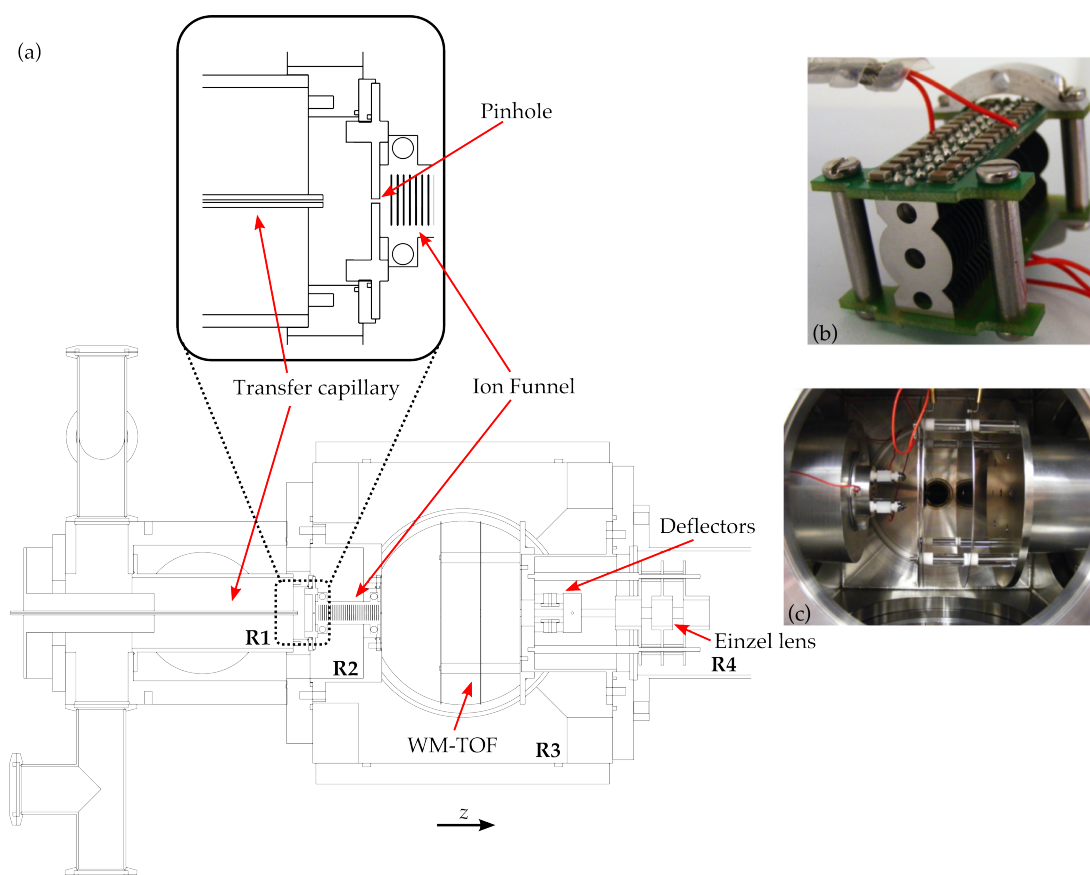 (a)
Pinhole
Transfer capillary
Ion Funnel
(b)
Deflectors
R1
R2
Einzel lens
R4
WM-TOF
R3
z
(c)